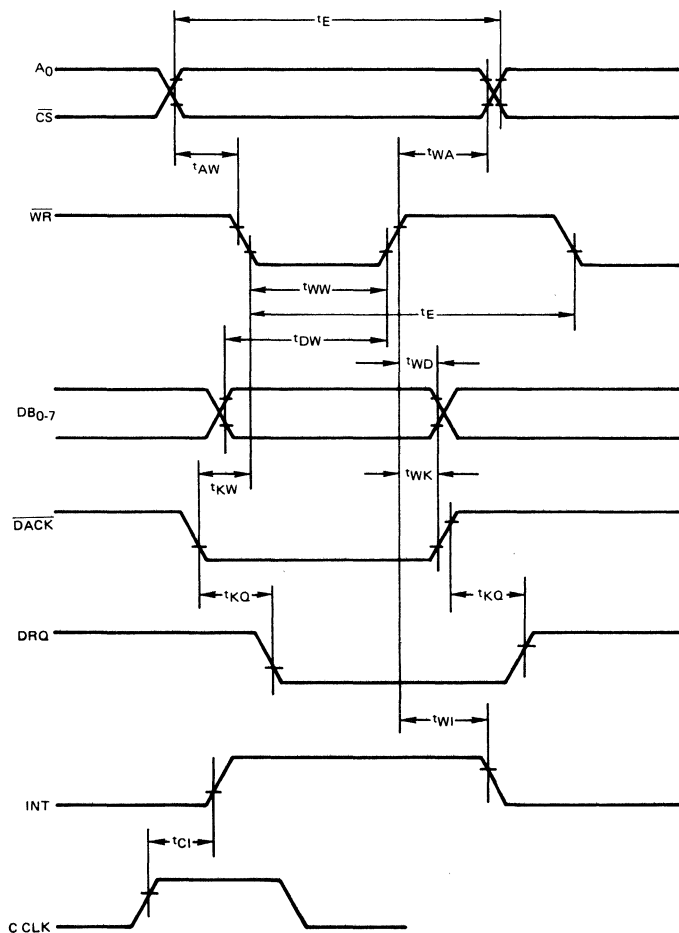 tE
A0
CS
tAW
tWA
WR
tWW
tE
tDW
tWD
DB0-7
tKW
tWK
DACK
tKQ
tKQ
DRQ
tWI
INT
tCI
C CLK